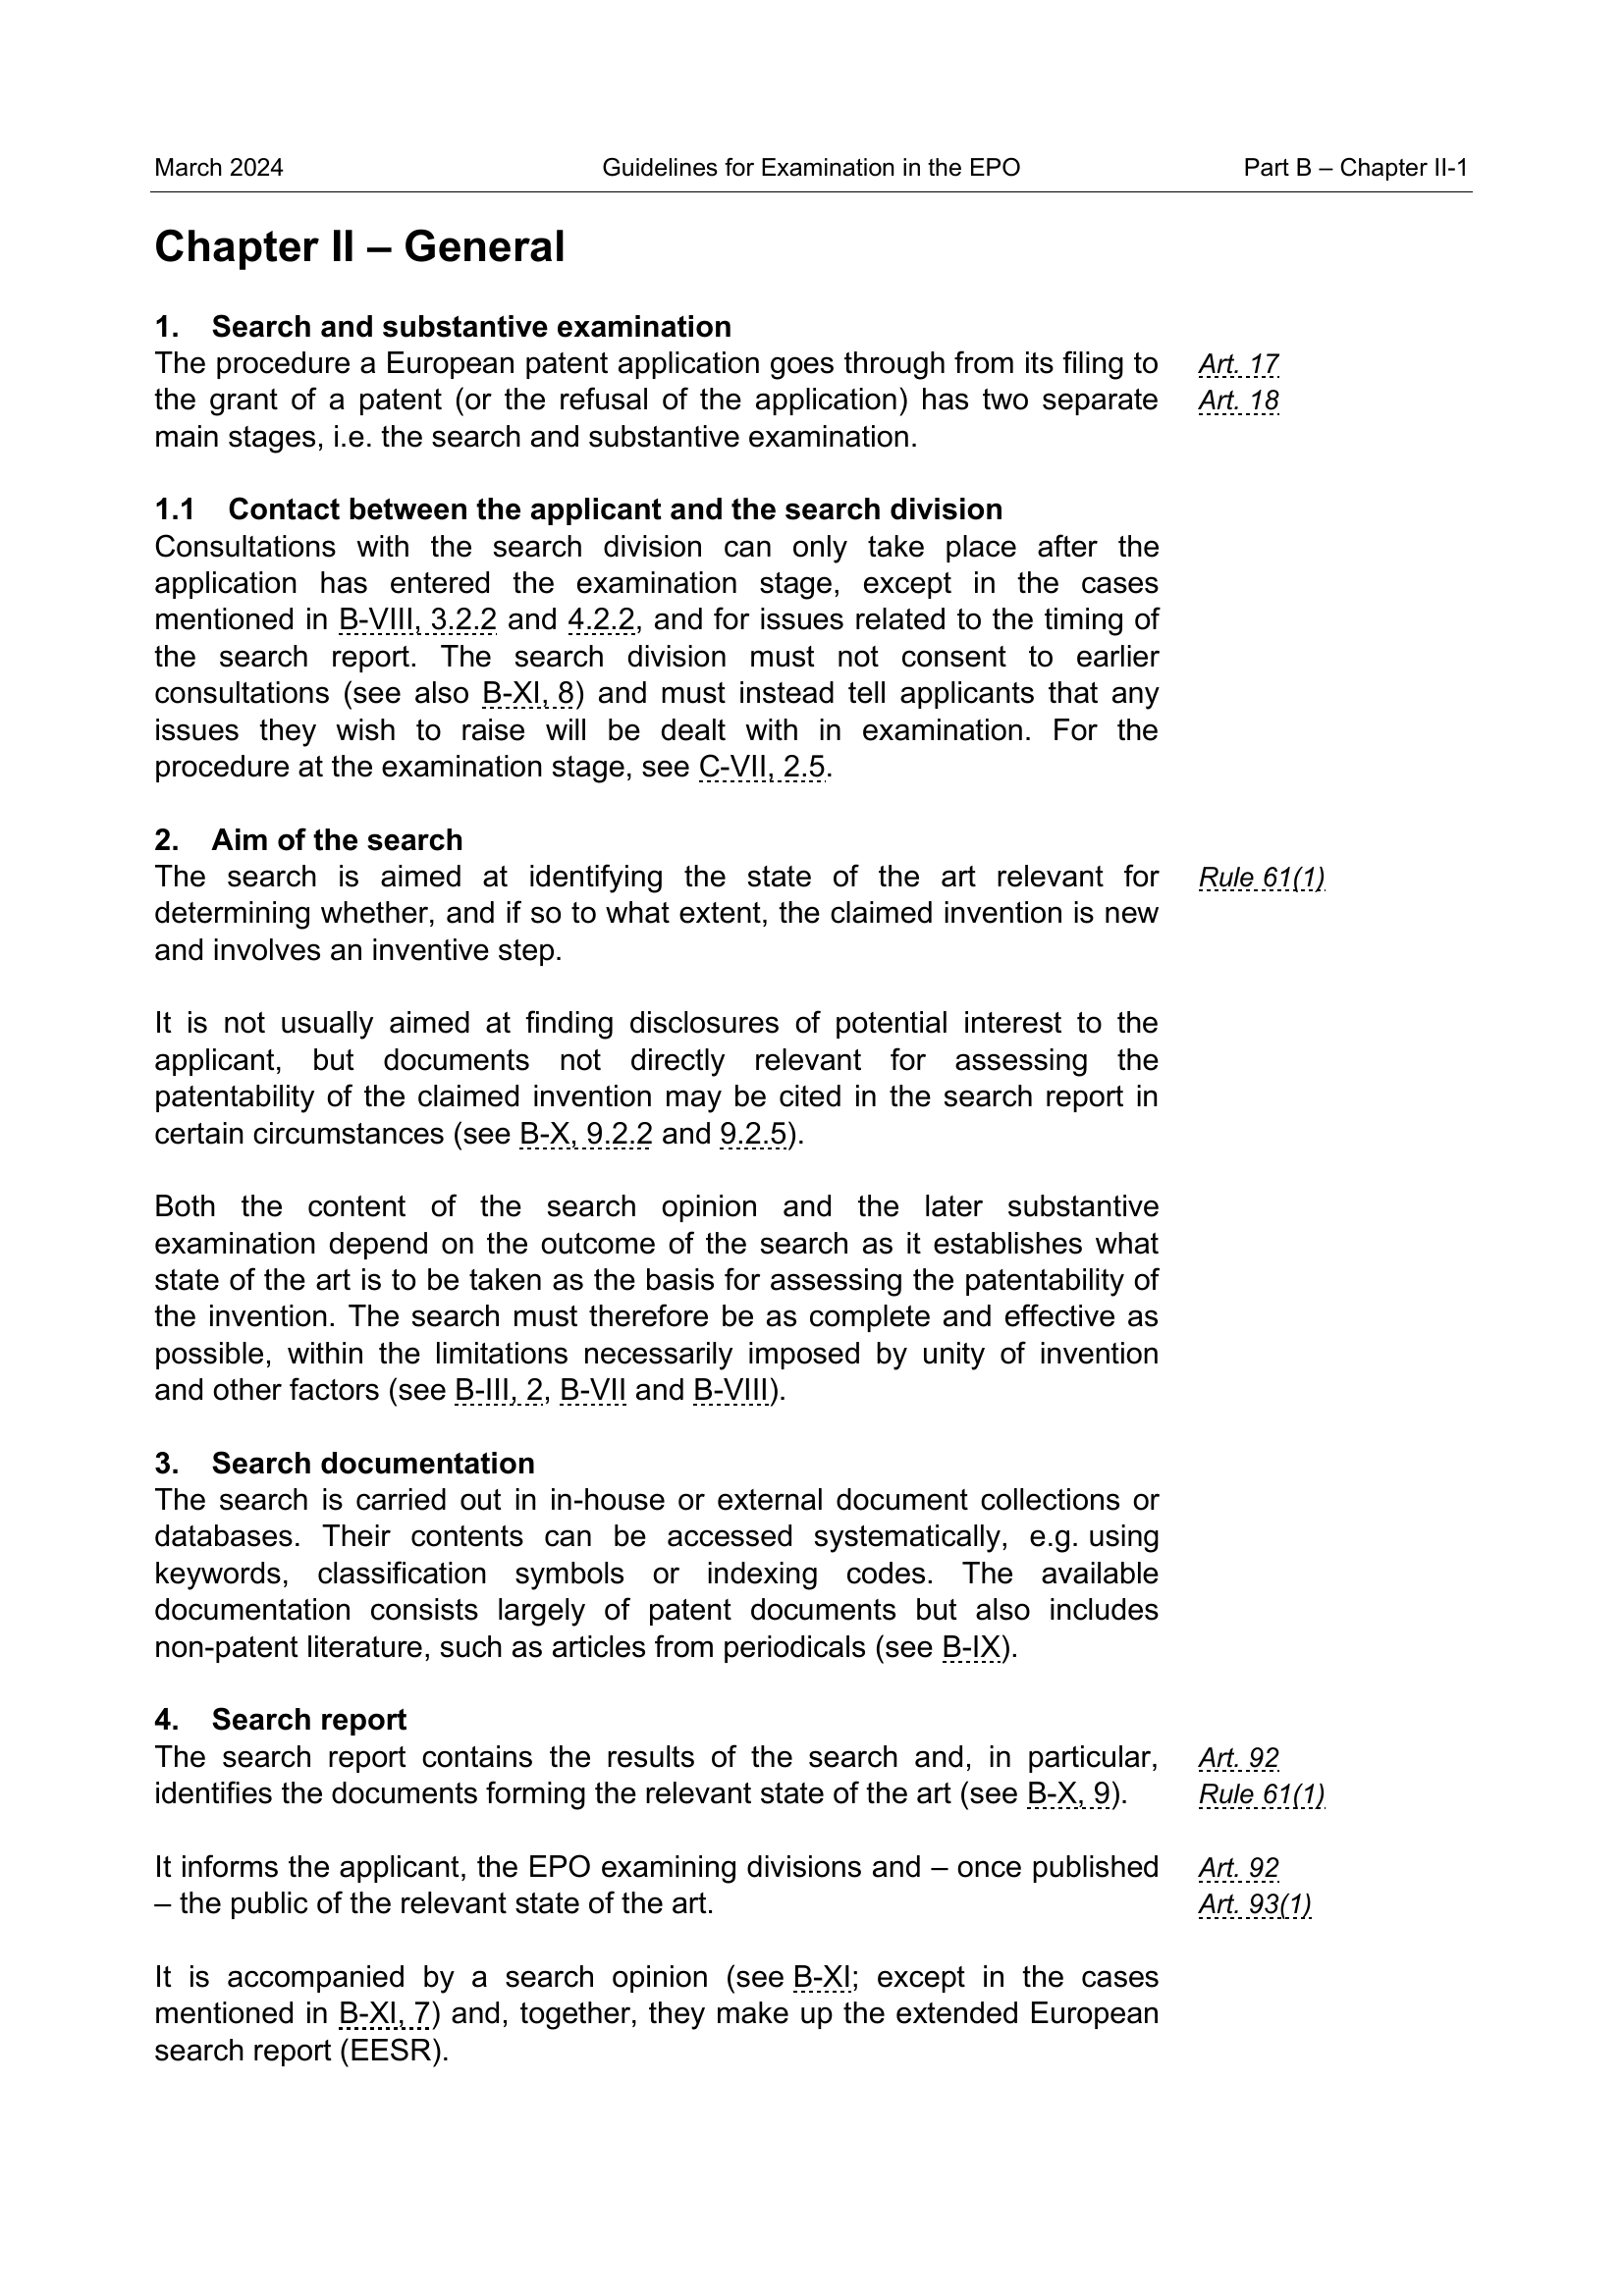 March 2024 Guidelines for Examination in the EPO Part B – Chapter II-1
Chapter II – General
1. Search and substantive examination
The procedure a European patent application goes through from its filing to Art. 17
the grant of a patent (or the refusal of the application) has two separate Art. 18
main stages, i.e. the search and substantive examination.
1.1 Contact between the applicant and the search division
Consultations with the search division can only take place after the
application has entered the examination stage, except in the cases
mentioned in B-VIII, 3.2.2 and 4.2.2, and for issues related to the timing of
the search report. The search division must not consent to earlier
consultations (see also B-XI, 8) and must instead tell applicants that any
issues they wish to raise will be dealt with in examination. For the
procedure at the examination stage, see C-VII, 2.5.
2. Aim of the search
The search is aimed at identifying the state of the art relevant for Rule 61(1)
determining whether, and if so to what extent, the claimed invention is new
and involves an inventive step.
It is not usually aimed at finding disclosures of potential interest to the
applicant, but documents not directly relevant for assessing the
patentability of the claimed invention may be cited in the search report in
certain circumstances (see B-X, 9.2.2 and 9.2.5).
Both the content of the search opinion and the later substantive
examination depend on the outcome of the search as it establishes what
state of the art is to be taken as the basis for assessing the patentability of
the invention. The search must therefore be as complete and effective as
possible, within the limitations necessarily imposed by unity of invention
and other factors (see B-III, 2, B-VII and B-VIII).
3. Search documentation
The search is carried out in in-house or external document collections or
databases. Their contents can be accessed systematically, e.g. using
keywords, classification symbols or indexing codes. The available
documentation consists largely of patent documents but also includes
non-patent literature, such as articles from periodicals (see B-IX).
4. Search report
The search report contains the results of the search and, in particular, Art. 92
identifies the documents forming the relevant state of the art (see B-X, 9). Rule 61(1)
It informs the applicant, the EPO examining divisions and – once published Art. 92
– the public of the relevant state of the art. Art. 93(1)
It is accompanied by a search opinion (see B-XI; except in the cases
mentioned in B-XI, 7) and, together, they make up the extended European
search report (EESR).